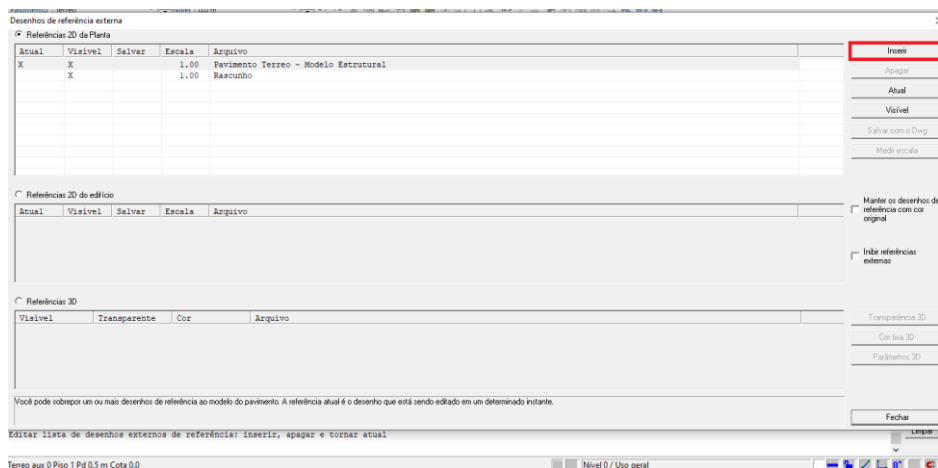 Desenhos de referência externa
Referências 2D da Planta
Atual Visivel Salvar Escala Arquivo
X X 1.00 Pavimento Terreo - Modelo Estrutural
X 1.00 Rascunho
Inserir
Apagar
Atual
Visível
Salvar com o Dwg
Medir escala
Referências 2D do edifício
Atual Visivel Salvar Escala Arquivo
Manter os desenhos de
referência com cor
original
Inibir referências
externas
Referências 3D
Visível Transparente Cor Arquivo
Transparência 3D
Cor fixa 3D
Parâmetros 3D
Você pode sobrepor um ou mais desenhos de referência ao modelo do pavimento. A referência atual é o desenho que está sendo editado em um determinado instante.
Fechar
Editar lista de desenhos externos de referência: inserir, apagar e tornar atual
Limpar
Terreo aux 0 Piso 1 Pd 0.5 m Cota 0.0
Nível 0 / Uso geral